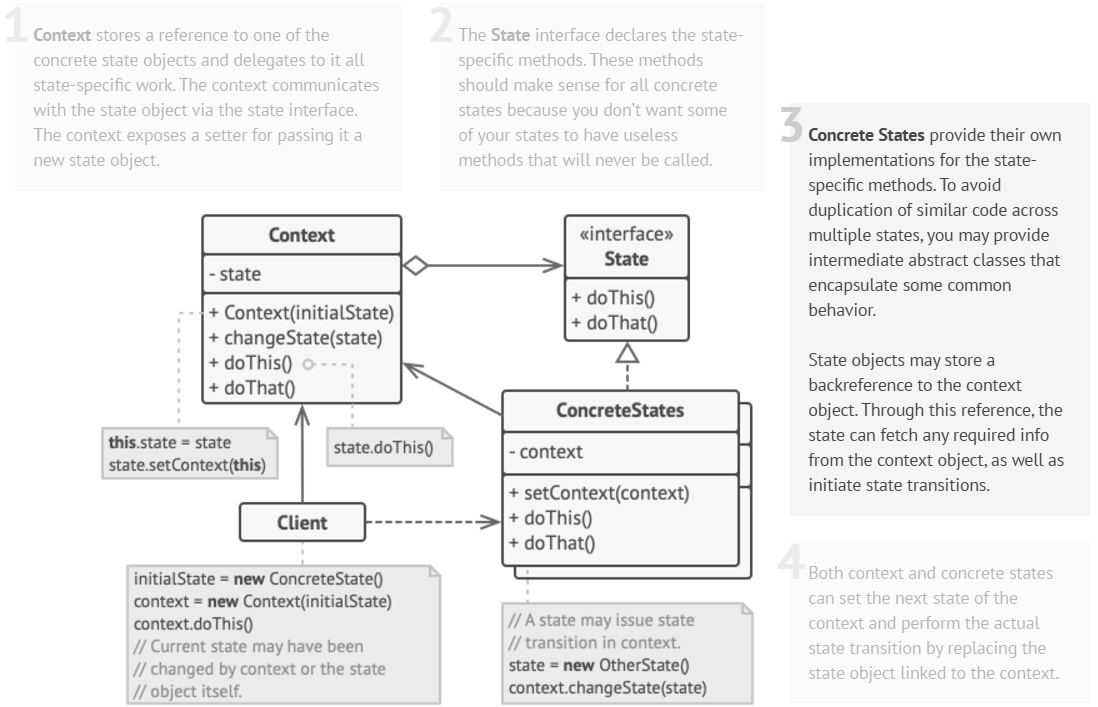 1
Context stores a reference to one of the
concrete state objects and delegates to it all
state-specific work. The context communicates
with the state object via the state interface.
The context exposes a setter for passing it a
new state object.
2
The State interface declares the state-
specific methods. These methods
should make sense for all concrete
states because you don’t want some
of your states to have useless
methods that will never be called.
3
Concrete States provide their own
implementations for the state-
specific methods. To avoid
duplication of similar code across
multiple states, you may provide
intermediate abstract classes that
encapsulate some common
behavior.
State objects may store a
backreference to the context
object. Through this reference, the
state can fetch any required info
from the context object, as well as
initiate state transitions.
Context
- state
+ Context(initialState)
+ changeState(state)
+ doThis()
+ doThat()
«interface»
State
+ doThis()
+ doThat()
this.state = state
state.setContext(this)
state.doThis()
ConcreteStates
- context
+ setContext(context)
+ doThis()
+ doThat()
Client
initialState = new ConcreteState()
context = new Context(initialState)
context.doThis()
// Current state may have been
// changed by context or the state
// object itself.
// A state may issue state
// transition in context.
state = new OtherState()
context.changeState(state)
4
Both context and concrete states
can set the next state of the
context and perform the actual
state transition by replacing the
state object linked to the context.